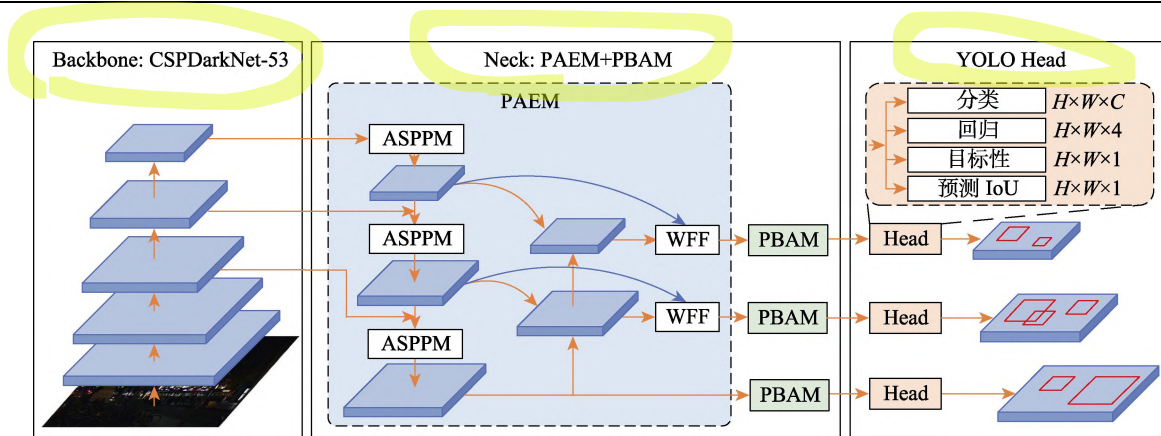 Backbone: CSPDarkNet-53
Neck: PAEM+PBAM
YOLO Head
PAEM
分类 H×W×C
回归 H×W×4
目标性 H×W×1
预测 IoU H×W×1
ASPPM
ASPPM
WFF
PBAM
Head
ASPPM
WFF
PBAM
Head
PBAM
Head